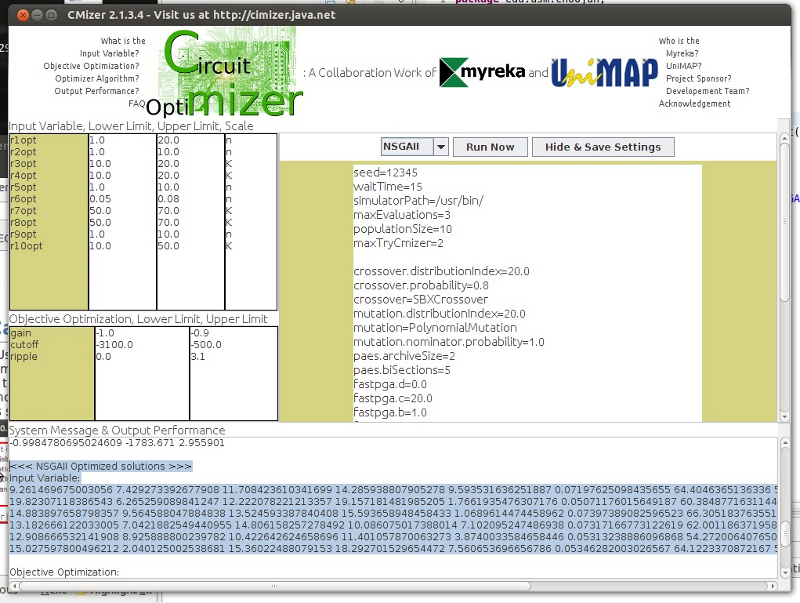 CMizer 2.1.3.4 - Visit us at http://cimizer.java.net
What is the
Input Variable?
Objective Optimization?
Optimizer Algorithm?
Output Performance?
FAQ
Circuit
Optimizer
: A Collaboration Work of myreka and UniMAP
Who is the
Myreka?
UniMAP?
Project Sponsor?
Developement Team?
Acknowledgement
Input Variable, Lower Limit, Upper Limit, Scale
r1opt 1.0 20.0 n
r2opt 1.0 10.0 n
r3opt 10.0 20.0 K
r4opt 10.0 20.0 K
r5opt 1.0 10.0 n
r6opt 0.05 0.08 n
r7opt 50.0 70.0 K
r8opt 50.0 70.0 K
r9opt 1.0 10.0 n
r10opt 10.0 50.0 K
NSGAII Run Now Hide & Save Settings
seed=12345
waitTime=15
simulatorPath=/usr/bin/
maxEvaluations=3
populationSize=10
maxTryCmizer=2
crossover.distributionIndex=20.0
crossover.probability=0.8
crossover=SBXCrossover
mutation.distributionIndex=20.0
mutation=PolynomialMutation
mutation.nominator.probability=1.0
paes.archiveSize=2
paes.biSections=5
fastpga.d=0.0
fastpga.c=20.0
fastpga.b=1.0
Objective Optimization, Lower Limit, Upper Limit
gain -1.0 -0.9
cutoff -3100.0 -500.0
ripple 0.0 3.1
System Message & Output Performance
-0.9984780695024609 -1783.671 2.955901
<<< NSGAII Optimized solutions >>>
Input Variable:
9.261469675003056 7.429273392677908 11.708423610341699 14.285938807905278 9.593531636251887 0.07197625098435655 64.4046365136336
19.82307118386543 6.265259089841247 12.222078221213357 19.157181481985205 1.7661935476307176 0.05071176015649187 60.3848776311144
14.883897658798357 9.564588047884838 13.524593387840408 15.593658948458433 1.0689614474458962 0.07397389082596523 66.305183763551
13.182666122033005 7.042182549440955 14.806158257278492 10.086075017388014 7.102095247486938 0.07317166773122619 62.001186371958
12.908666532141908 8.925888800239782 10.422642624658696 11.401057870063273 3.8740033584658446 0.05313238886096868 54.272006407650
15.027597800496212 2.040125002538681 15.36022488079153 18.292701529654472 7.560653696656786 0.05346282003026567 64.1223370872167
Objective Optimization: